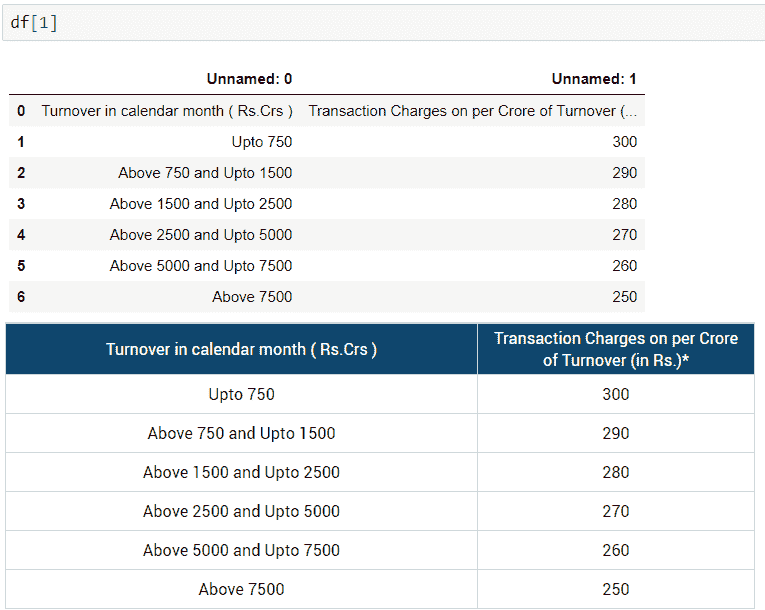 df[1]
Unnamed: 0 Unnamed: 1
0 Turnover in calendar month ( Rs.Crs ) Transaction Charges on per Crore of Turnover (...
1 Upto 750 300
2 Above 750 and Upto 1500 290
3 Above 1500 and Upto 2500 280
4 Above 2500 and Upto 5000 270
5 Above 5000 and Upto 7500 260
6 Above 7500 250
Turnover in calendar month ( Rs.Crs ) Transaction Charges on per Crore
of Turnover (in Rs.)*
Upto 750 300
Above 750 and Upto 1500 290
Above 1500 and Upto 2500 280
Above 2500 and Upto 5000 270
Above 5000 and Upto 7500 260
Above 7500 250